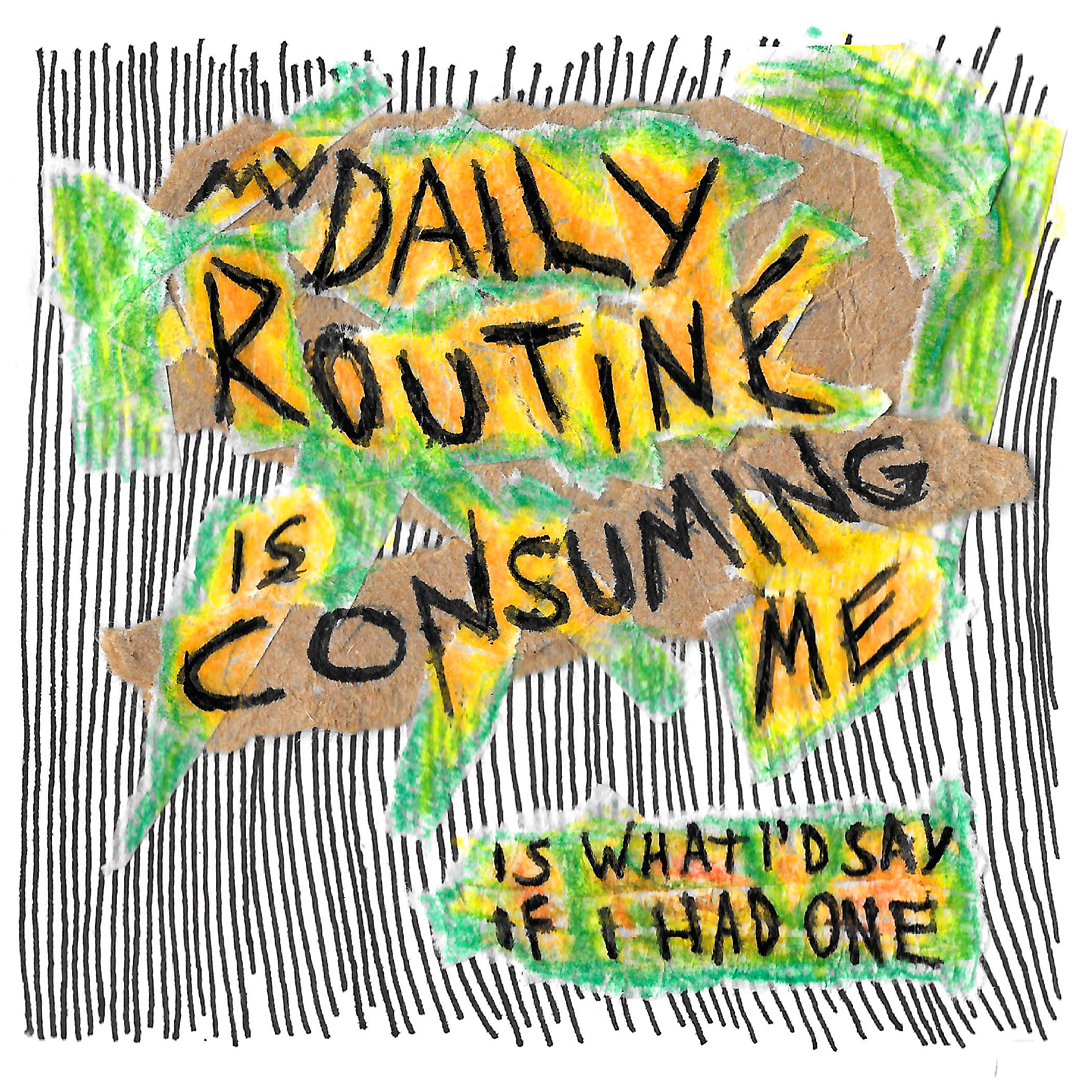 MY DAILY
ROUTINE
IS
CONSUMING
ME
IS WHAT I'D SAY
IF I HAD ONE